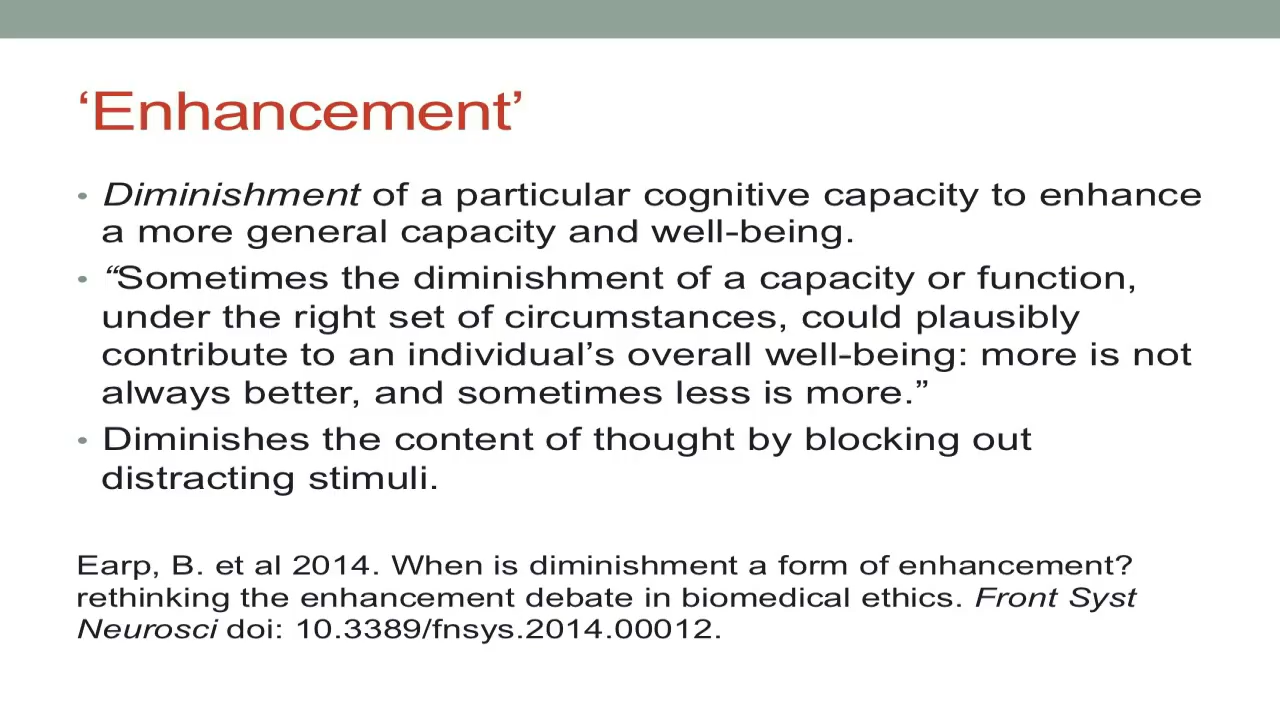 ‘Enhancement’
• Diminishment of a particular cognitive capacity to enhance
a more general capacity and well-being.
• “Sometimes the diminishment of a capacity or function,
under the right set of circumstances, could plausibly
contribute to an individual’s overall well-being: more is not
always better, and sometimes less is more.”
• Diminishes the content of thought by blocking out
distracting stimuli.
Earp, B. et al 2014. When is diminishment a form of enhancement?
rethinking the enhancement debate in biomedical ethics. Front Syst
Neurosci doi: 10.3389/fnsys.2014.00012.